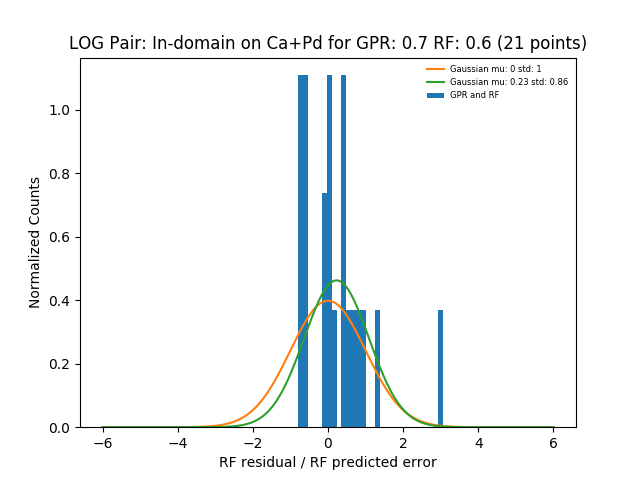 LOG Pair: In-domain on Ca+Pd for GPR: 0.7 RF: 0.6 (21 points)
Gaussian mu: 0 std: 1
Gaussian mu: 0.23 std: 0.86
GPR and RF
Normalized Counts
1.0
0.8
0.6
0.4
0.2
0.0
−6 −4 −2 0 2 4 6
RF residual / RF predicted error